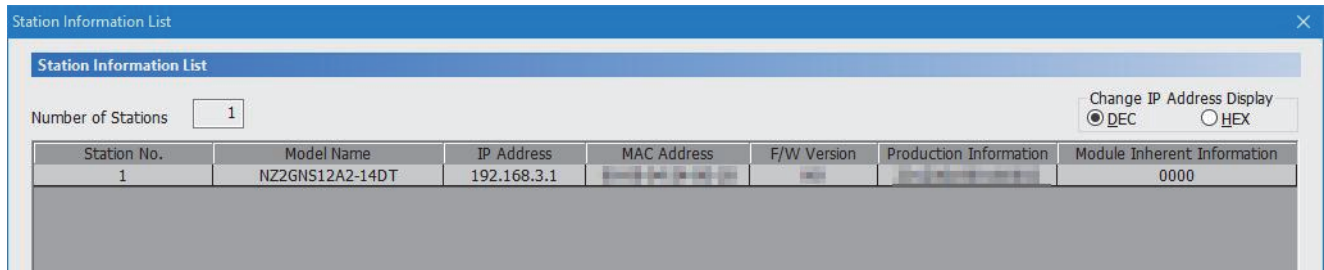 Station Information List
Station Information List
Change IP Address Display
Number of Stations 1
DEC HEX
Station No. Model Name IP Address MAC Address F/W Version Production Information Module Inherent Information
1 NZ2GNS12A2-14DT 192.168.3.1 0000